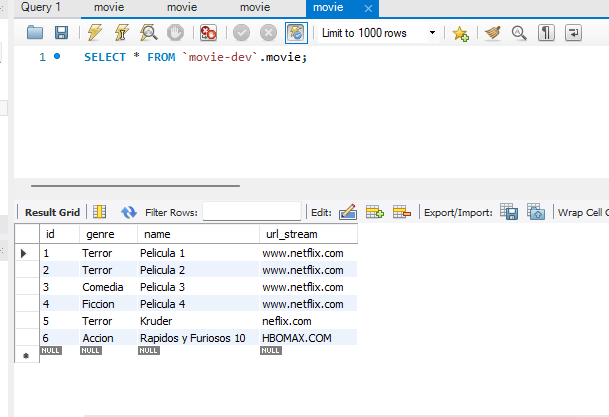 Query 1 movie movie movie movie
Limit to 1000 rows
1 SELECT * FROM `movie-dev`.movie;
Result Grid Filter Rows: Edit: Export/Import: Wrap Cell C
id genre name url_stream
1 Terror Pelicula 1 www.netflix.com
2 Terror Pelicula 2 www.netflix.com
3 Comedia Pelicula 3 www.netflix.com
4 Ficcion Pelicula 4 www.netflix.com
5 Terror Kruder neflix.com
6 Accion Rapidos y Furiosos 10 HBOMAX.COM
NULL NULL NULL NULL